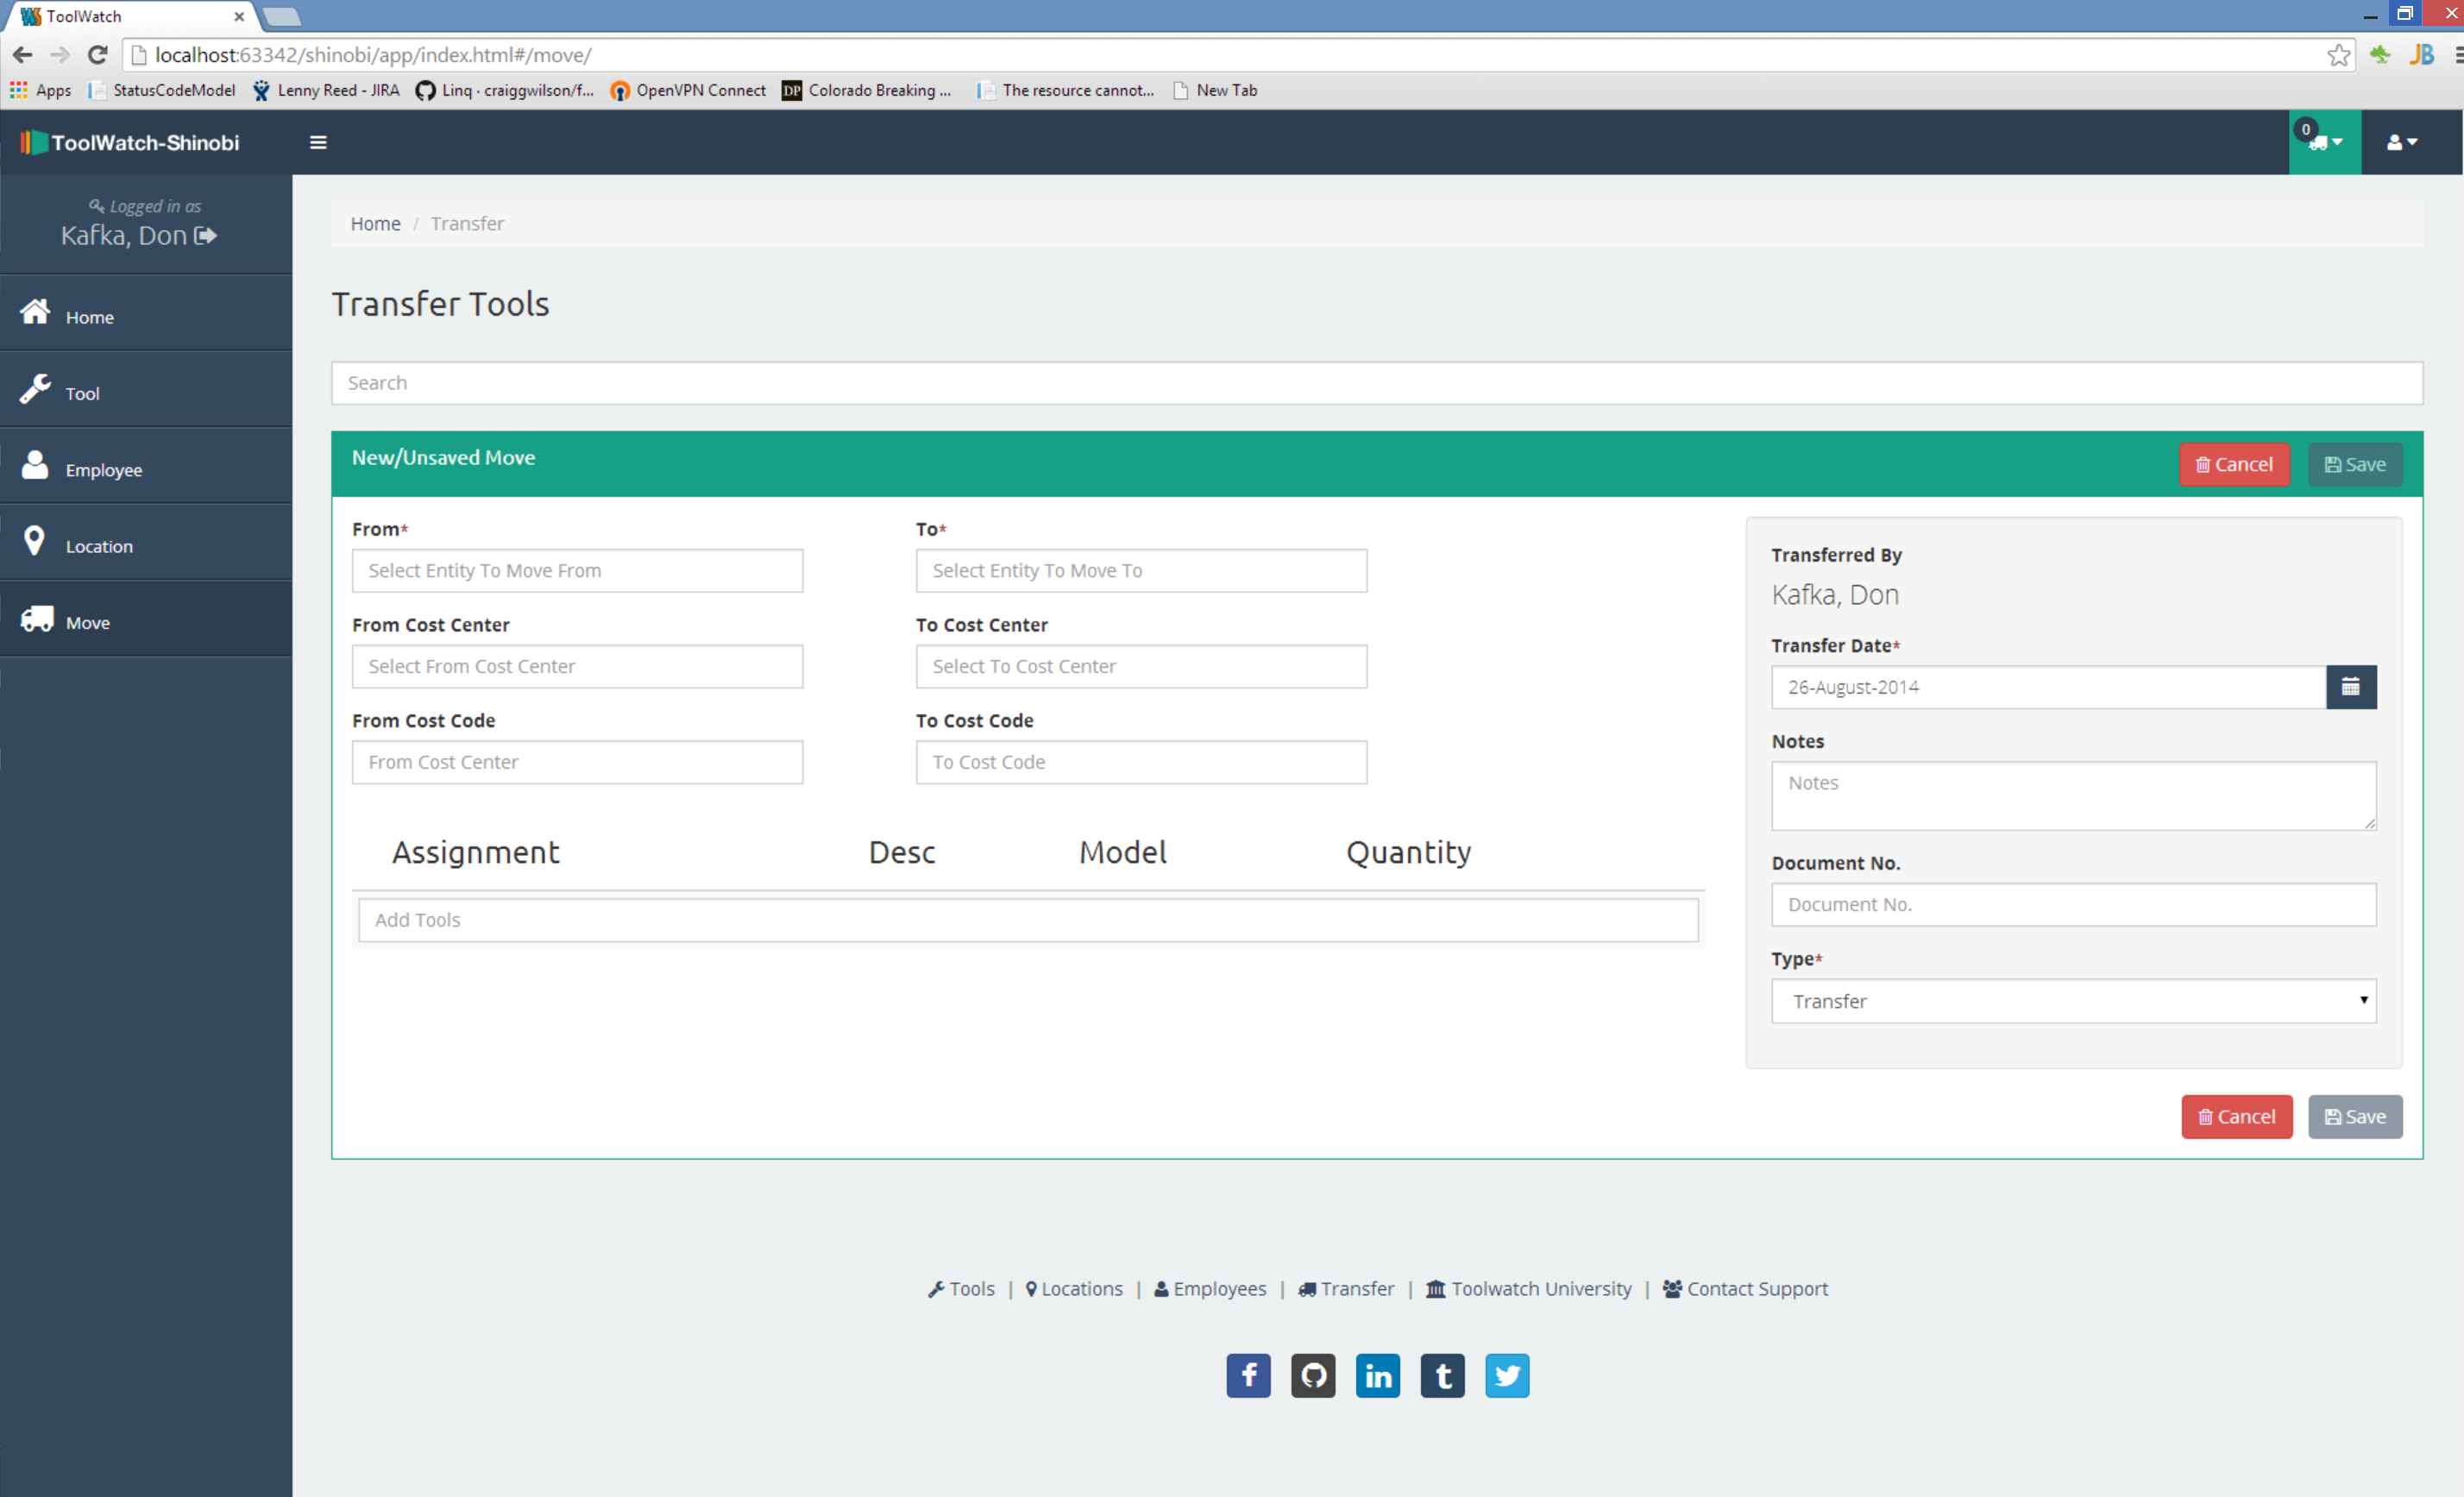 ToolWatch
localhost:63342/shinobi/app/index.html#/move/
JB
Apps StatusCodeModel Lenny Reed - JIRA Linq · craiggwilson/f... OpenVPN Connect DP Colorado Breaking ... The resource cannot... New Tab
ToolWatch-Shinobi
0
Logged in as
Kafka, Don
Home
Tool
Employee
Location
Move
Home / Transfer
Transfer Tools
Search
New/Unsaved Move
Cancel Save
From* To*
Select Entity To Move From Select Entity To Move To
From Cost Center To Cost Center
Select From Cost Center Select To Cost Center
From Cost Code To Cost Code
From Cost Center To Cost Code
Assignment Desc Model Quantity
Add Tools
Transferred By
Kafka, Don
Transfer Date*
26-August-2014
Notes
Notes
Document No.
Document No.
Type*
Transfer
Cancel Save
Tools | Locations | Employees | Transfer | Toolwatch University | Contact Support
f in t